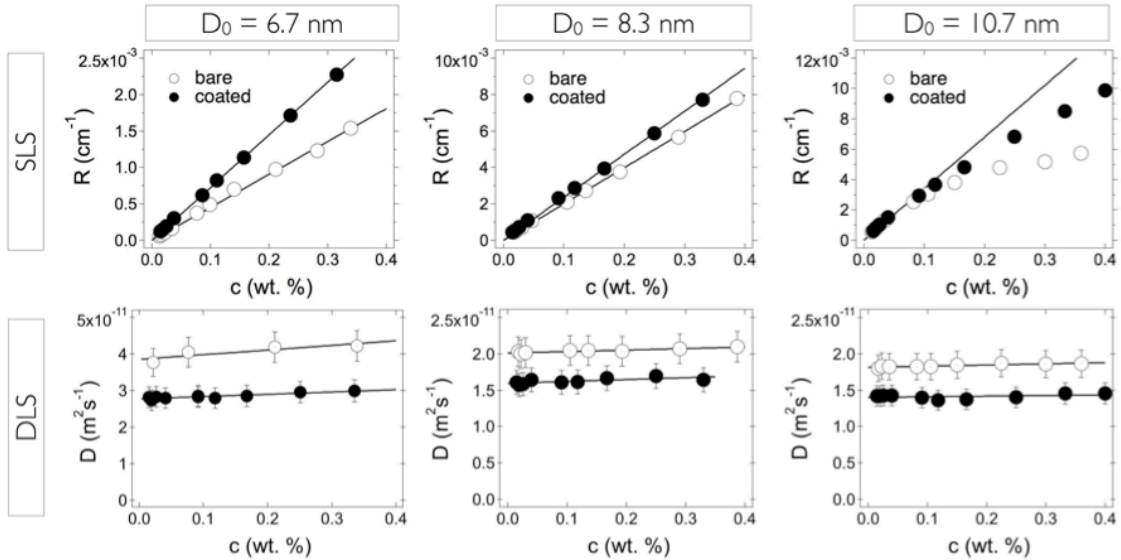 D₀ = 6.7 nm
D₀ = 8.3 nm
D₀ = 10.7 nm
SLS
2.5x10⁻³
2.0
1.5
1.0
0.5
0.0
R (cm⁻¹)
bare
coated
0.0 0.1 0.2 0.3 0.4
c (wt. %)
10x10⁻³
8
6
4
2
0
R (cm⁻¹)
bare
coated
0.0 0.1 0.2 0.3 0.4
c (wt. %)
12x10⁻³
10
8
6
4
2
0
R (cm⁻¹)
bare
coated
0.0 0.1 0.2 0.3 0.4
c (wt. %)
DLS
5x10⁻¹¹
4
3
2
1
0
D (m²s⁻¹)
0.0 0.1 0.2 0.3 0.4
c (wt. %)
2.5x10⁻¹¹
2.0
1.5
1.0
0.5
0.0
D (m²s⁻¹)
0.0 0.1 0.2 0.3 0.4
c (wt. %)
2.5x10⁻¹¹
2.0
1.5
1.0
0.5
0.0
D (m²s⁻¹)
0.0 0.1 0.2 0.3 0.4
c (wt. %)